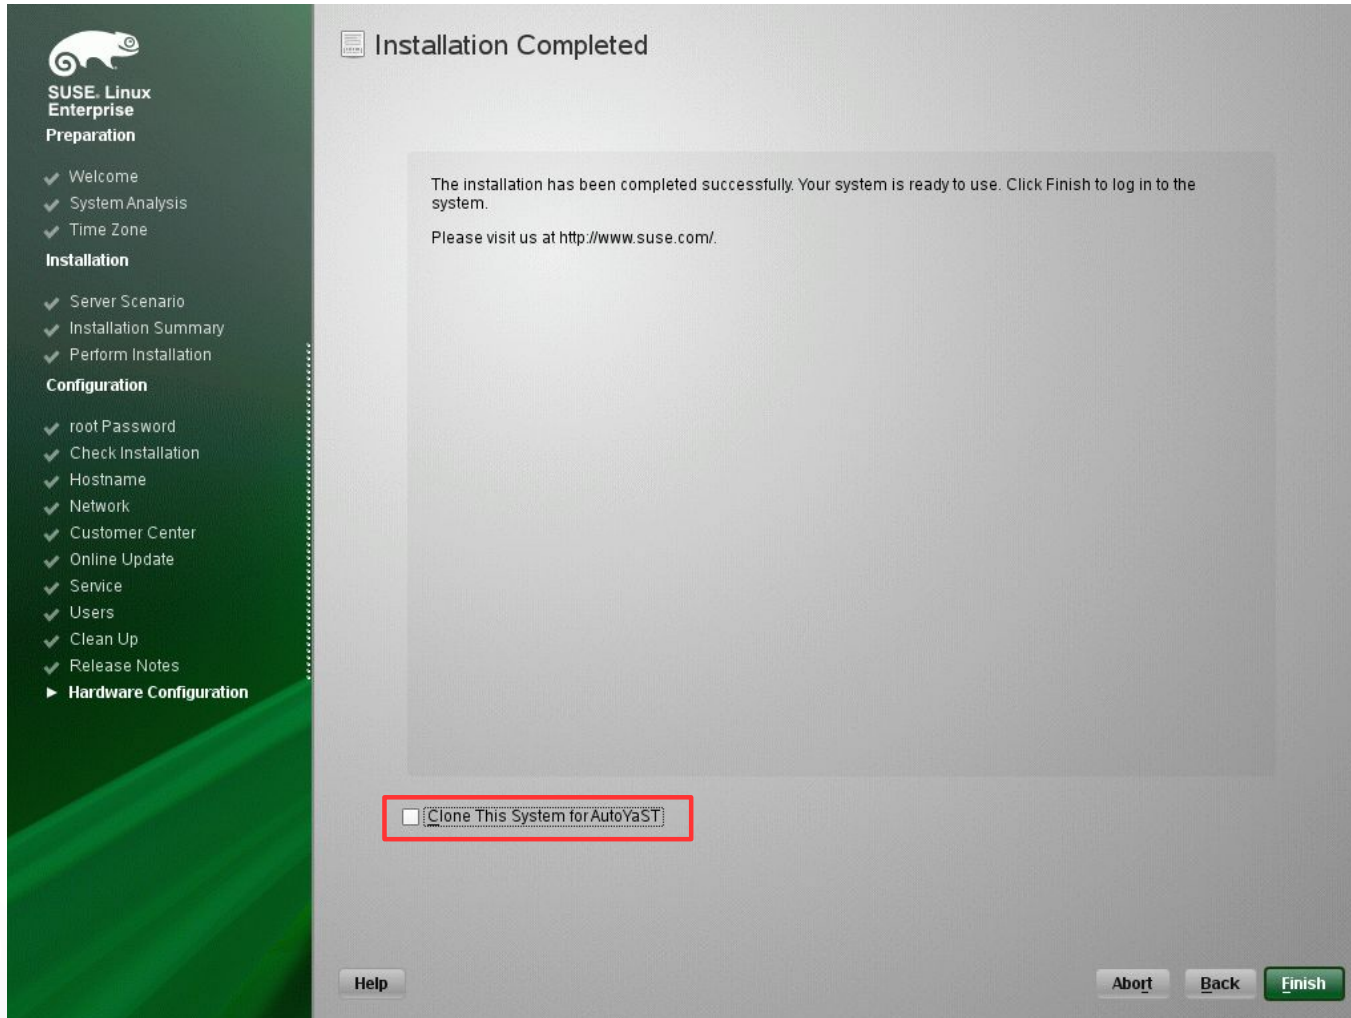 SUSE. Linux
Enterprise
Preparation
Welcome
System Analysis
Time Zone
Installation
Server Scenario
Installation Summary
Perform Installation
Configuration
root Password
Check Installation
Hostname
Network
Customer Center
Online Update
Service
Users
Clean Up
Release Notes
Hardware Configuration
Installation Completed
The installation has been completed successfully. Your system is ready to use. Click Finish to log in to the
system.
Please visit us at http://www.suse.com/.
Clone This System for AutoYaST
Help
Abort
Back
Finish